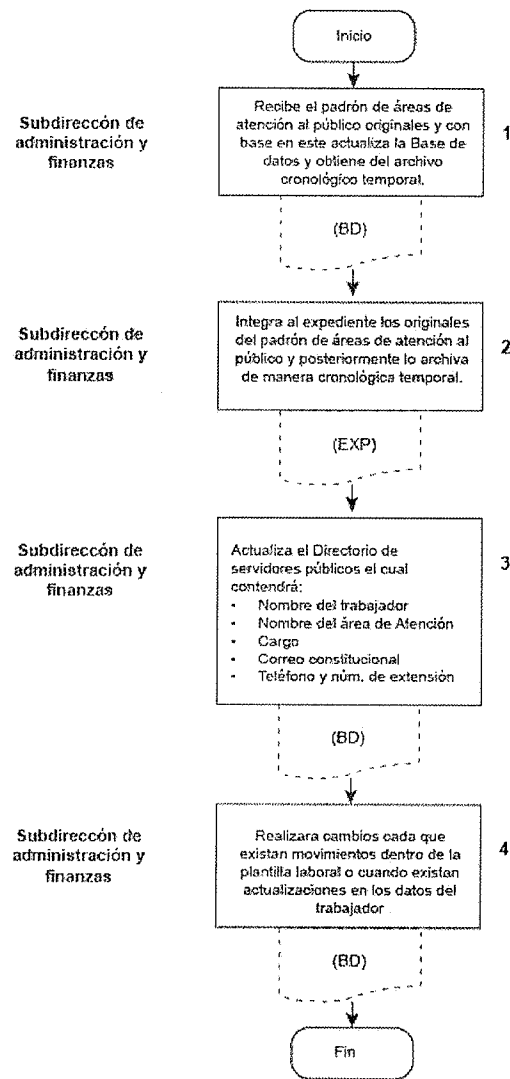 Inicio
Subdireccón de
administración y
finanzas
Recibe el padrón de áreas de
atención al público originales y con
base en este actualiza la Base de
datos y obtiene del archivo
cronológico temporal.
1
(BD)
Subdireccón de
administración y
finanzas
Integra al expediente los originales
del padrón de áreas de atención al
público y posteriormente lo archiva
de manera cronológica temporal.
2
(EXP)
Subdireccón de
administración y
finanzas
Actualiza el Directorio de
servidores públicos el cual
contendrá:
• Nombre del trabajador
• Nombre del área de Atención
• Cargo
• Correo constitucional
• Teléfono y núm. de extensión
3
(BD)
Subdireccón de
administración y
finanzas
Realizara cambios cada que
existan movimientos dentro de la
plantilla laboral o cuando existan
actualizaciones en los datos del
trabajador
4
(BD)
Fin